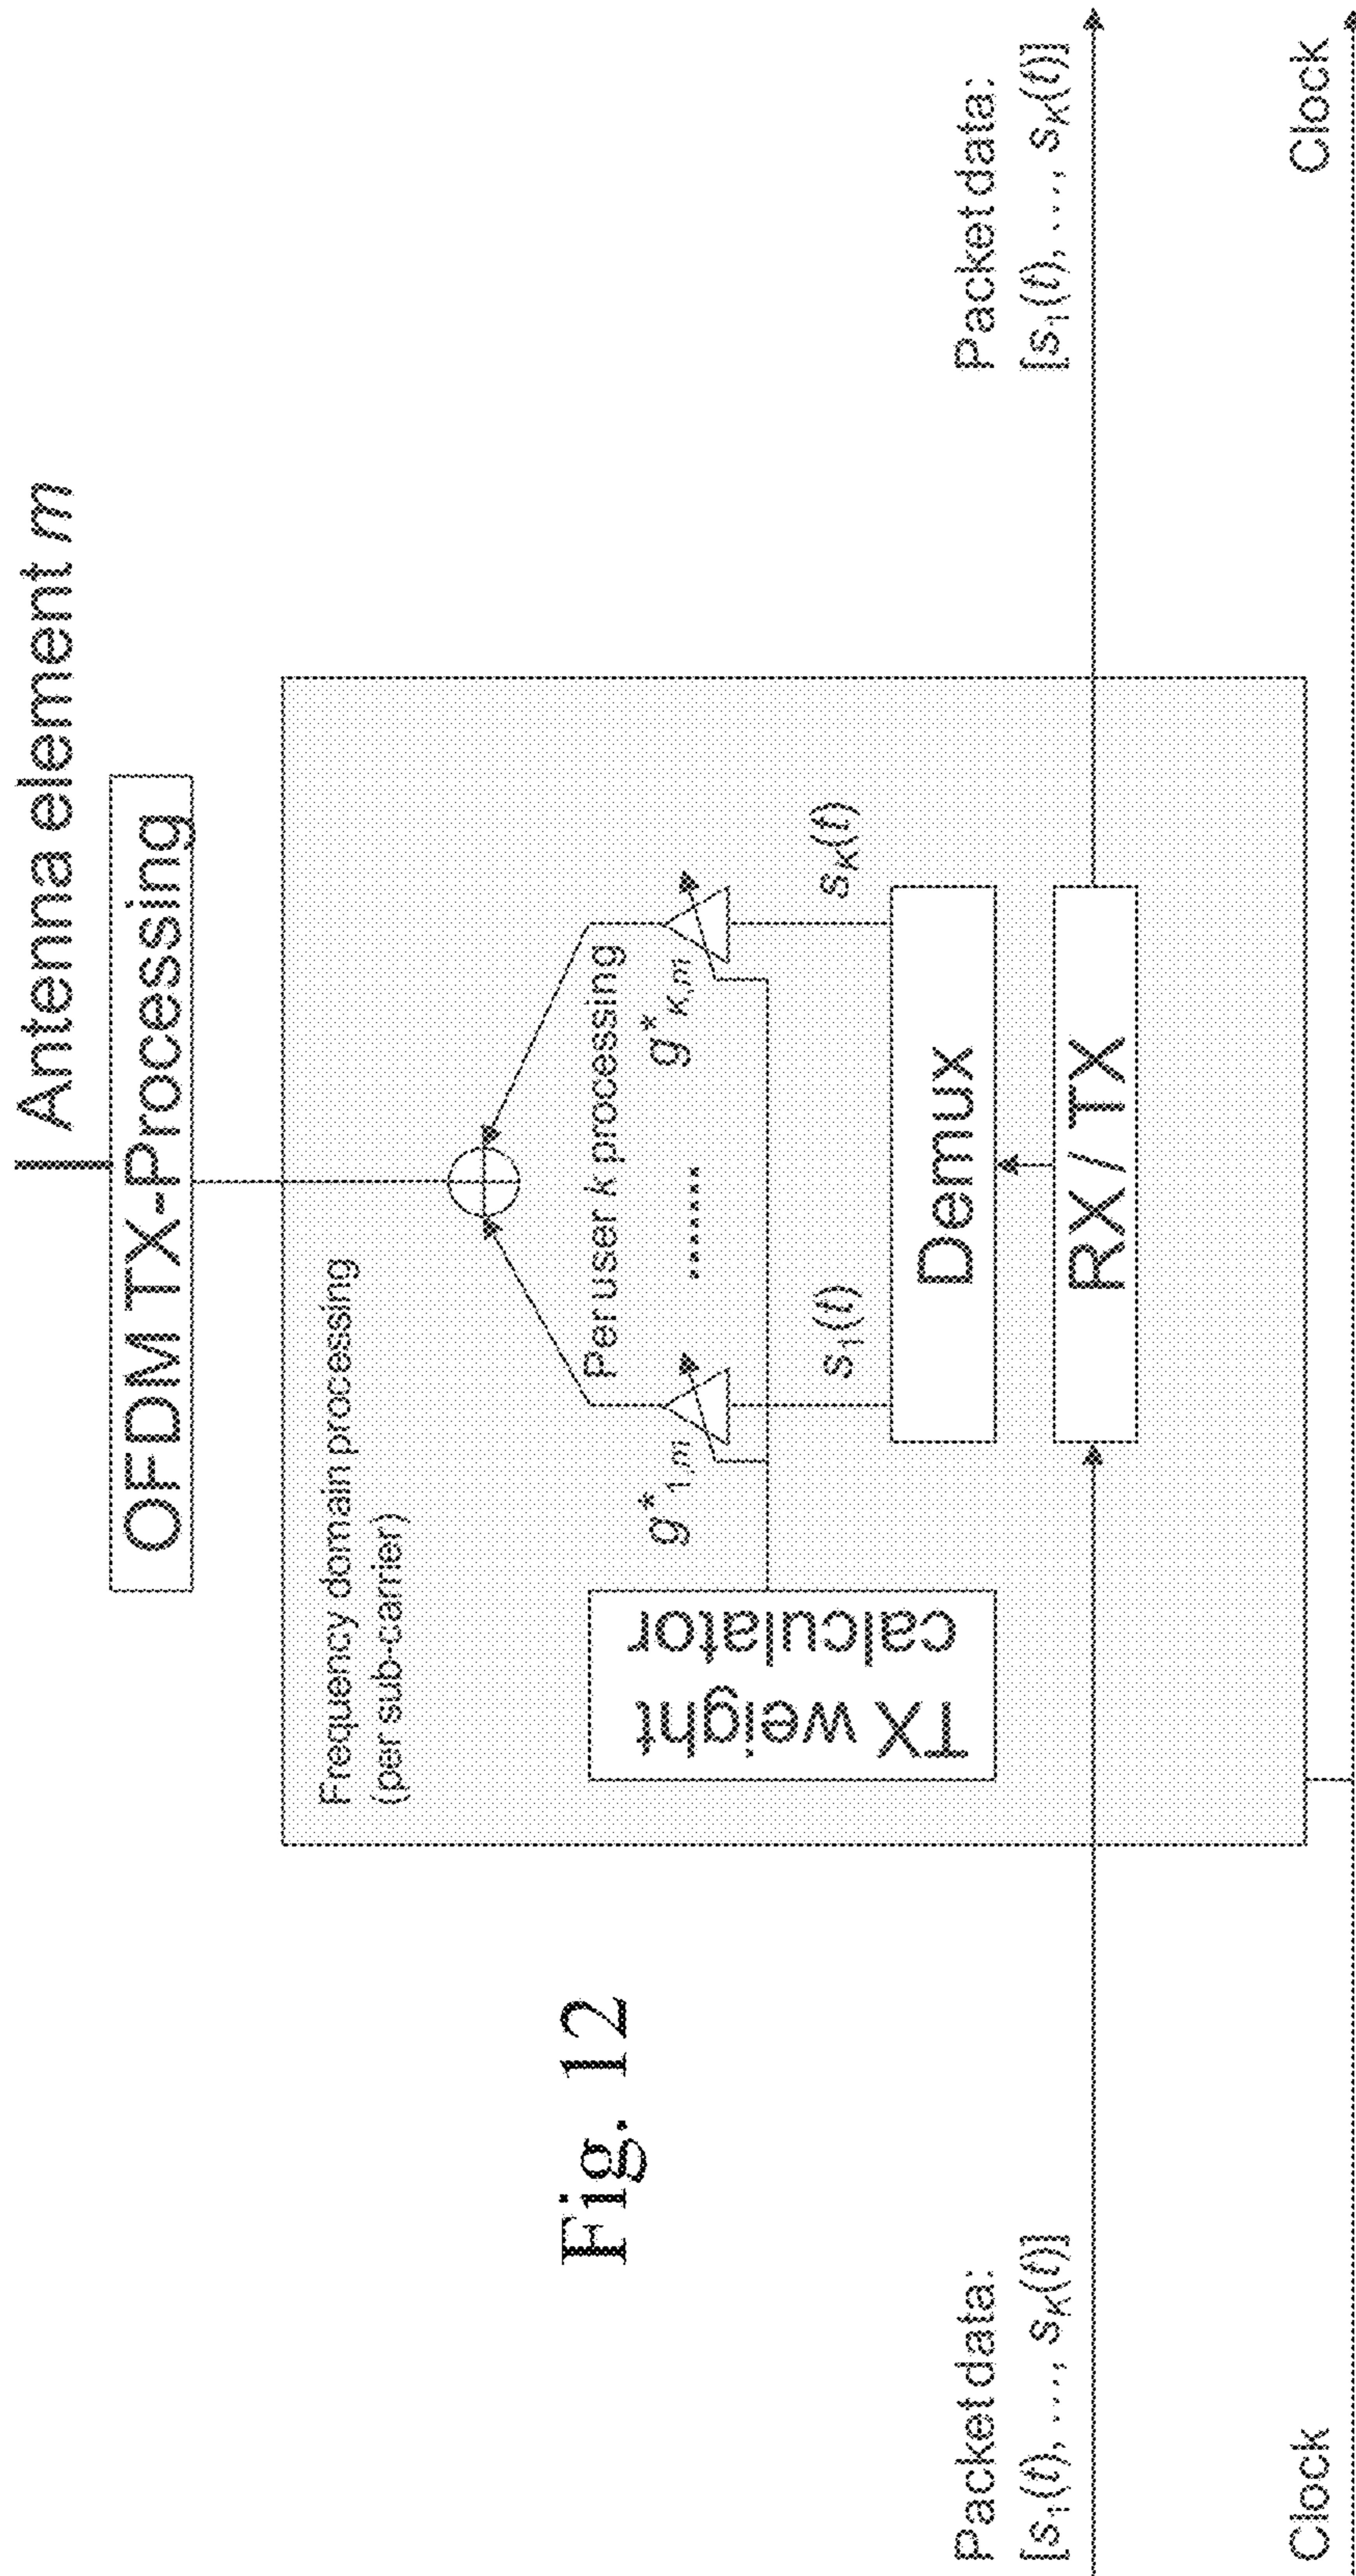 Antenna element m
OFDM TX-Processing
Frequency domain processing
(per sub-carrier)
Per user k processing
g*1,m
......
g*K,m
TX weight
calculator
s1(t)
sK(t)
Demux
RX / TX
Packet data:
[s1(t), ..., sK(t)]
Packet data:
[s1(t), ..., sK(t)]
Clock
Clock
Fig. 12